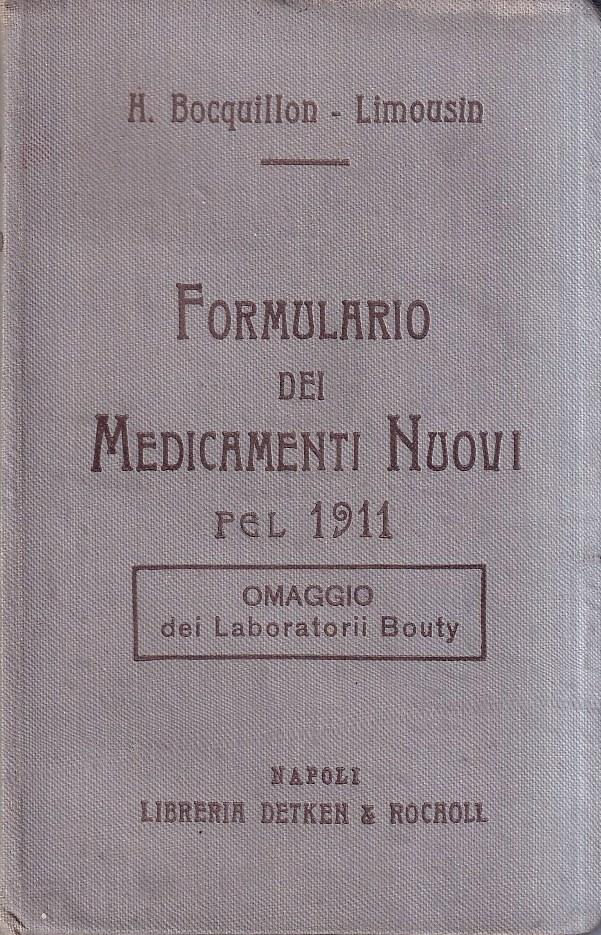 H. Bocquillon - Limousin
FORMULARIO
DEI
MEDICAMENTI NUOVI
PEL 1911
OMAGGIO
dei Laboratorii Bouty
NAPOLI
LIBRERIA DETKEN & ROCHOLL